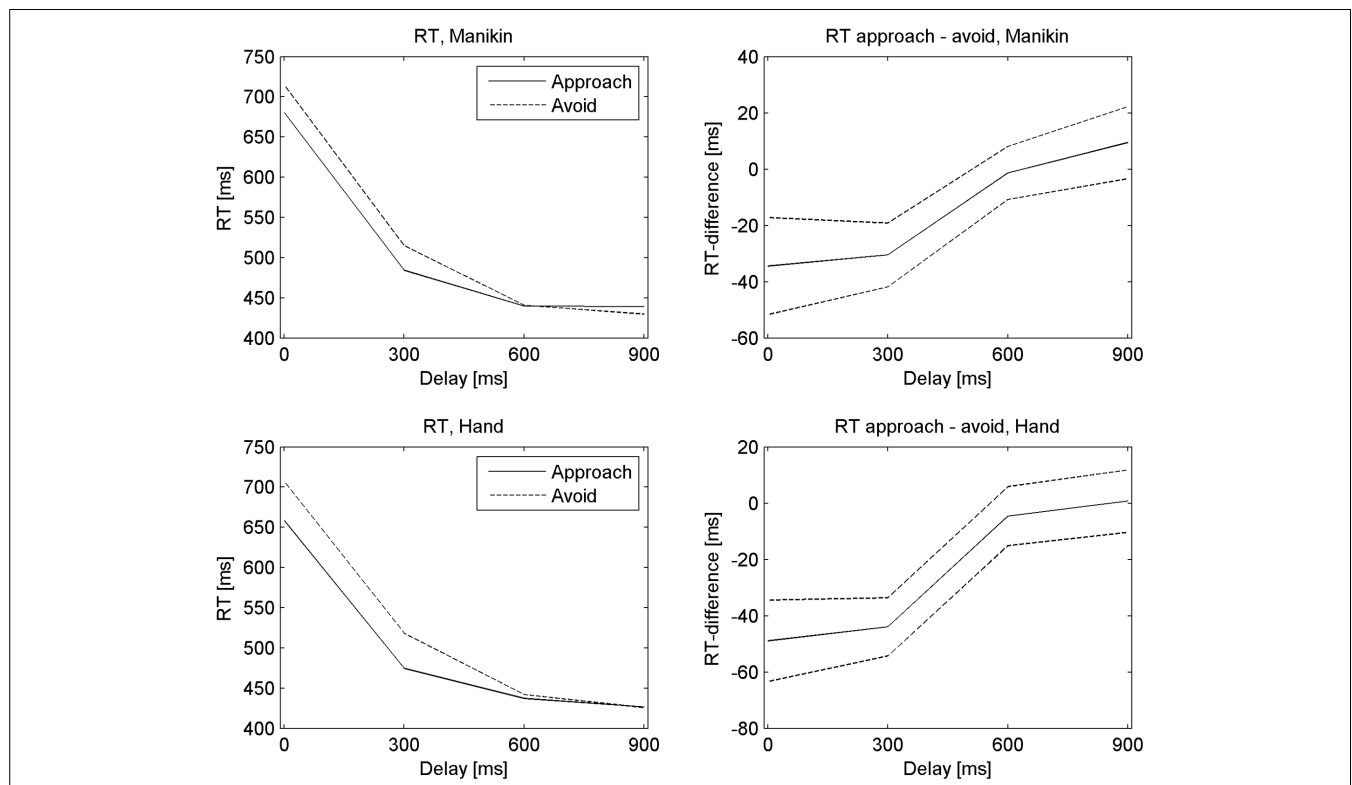 RT, Manikin
750
700
650
600
550
500
450
400
RT [ms]
Approach
Avoid
0 300 600 900
Delay [ms]
RT approach - avoid, Manikin
40
20
0
-20
-40
-60
RT-difference [ms]
0 300 600 900
Delay [ms]
RT, Hand
750
700
650
600
550
500
450
400
RT [ms]
Approach
Avoid
0 300 600 900
Delay [ms]
RT approach - avoid, Hand
20
0
-20
-40
-60
-80
RT-difference [ms]
0 300 600 900
Delay [ms]